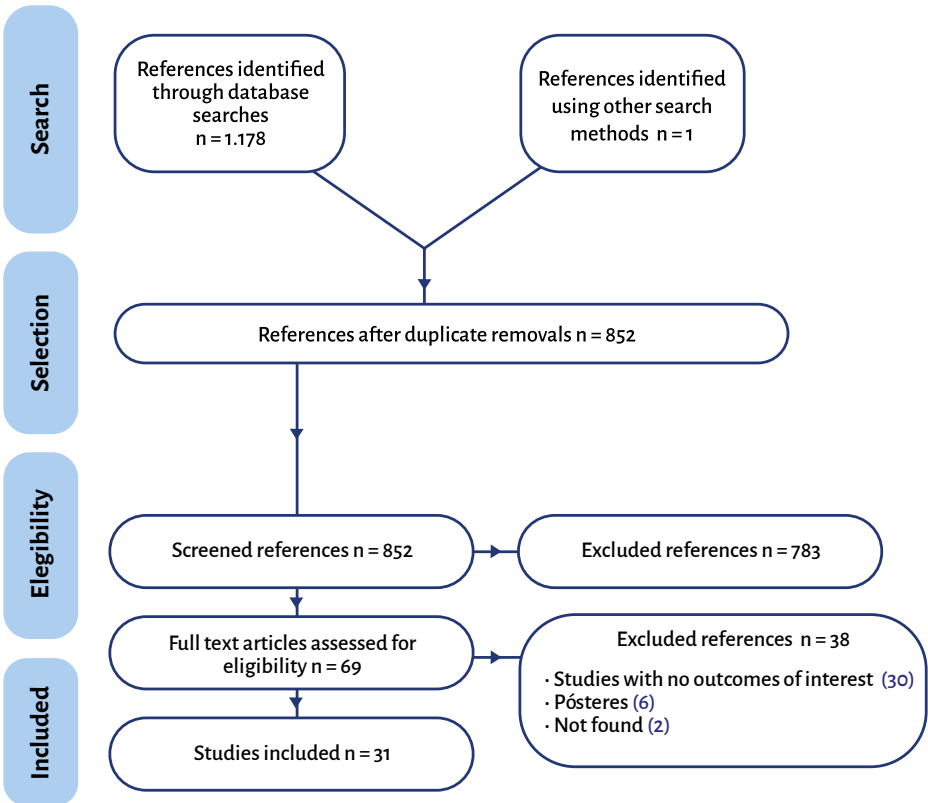 Search
References identified
through database
searches
n = 1.178
References identified
using other search
methods n = 1
Selection
References after duplicate removals n = 852
Elegibility
Screened references n = 852
Excluded references n = 783
Full text articles assessed for
eligibility n = 69
Excluded references n = 38
· Studies with no outcomes of interest (30)
· Pósteres (6)
· Not found (2)
Included
Studies included n = 31